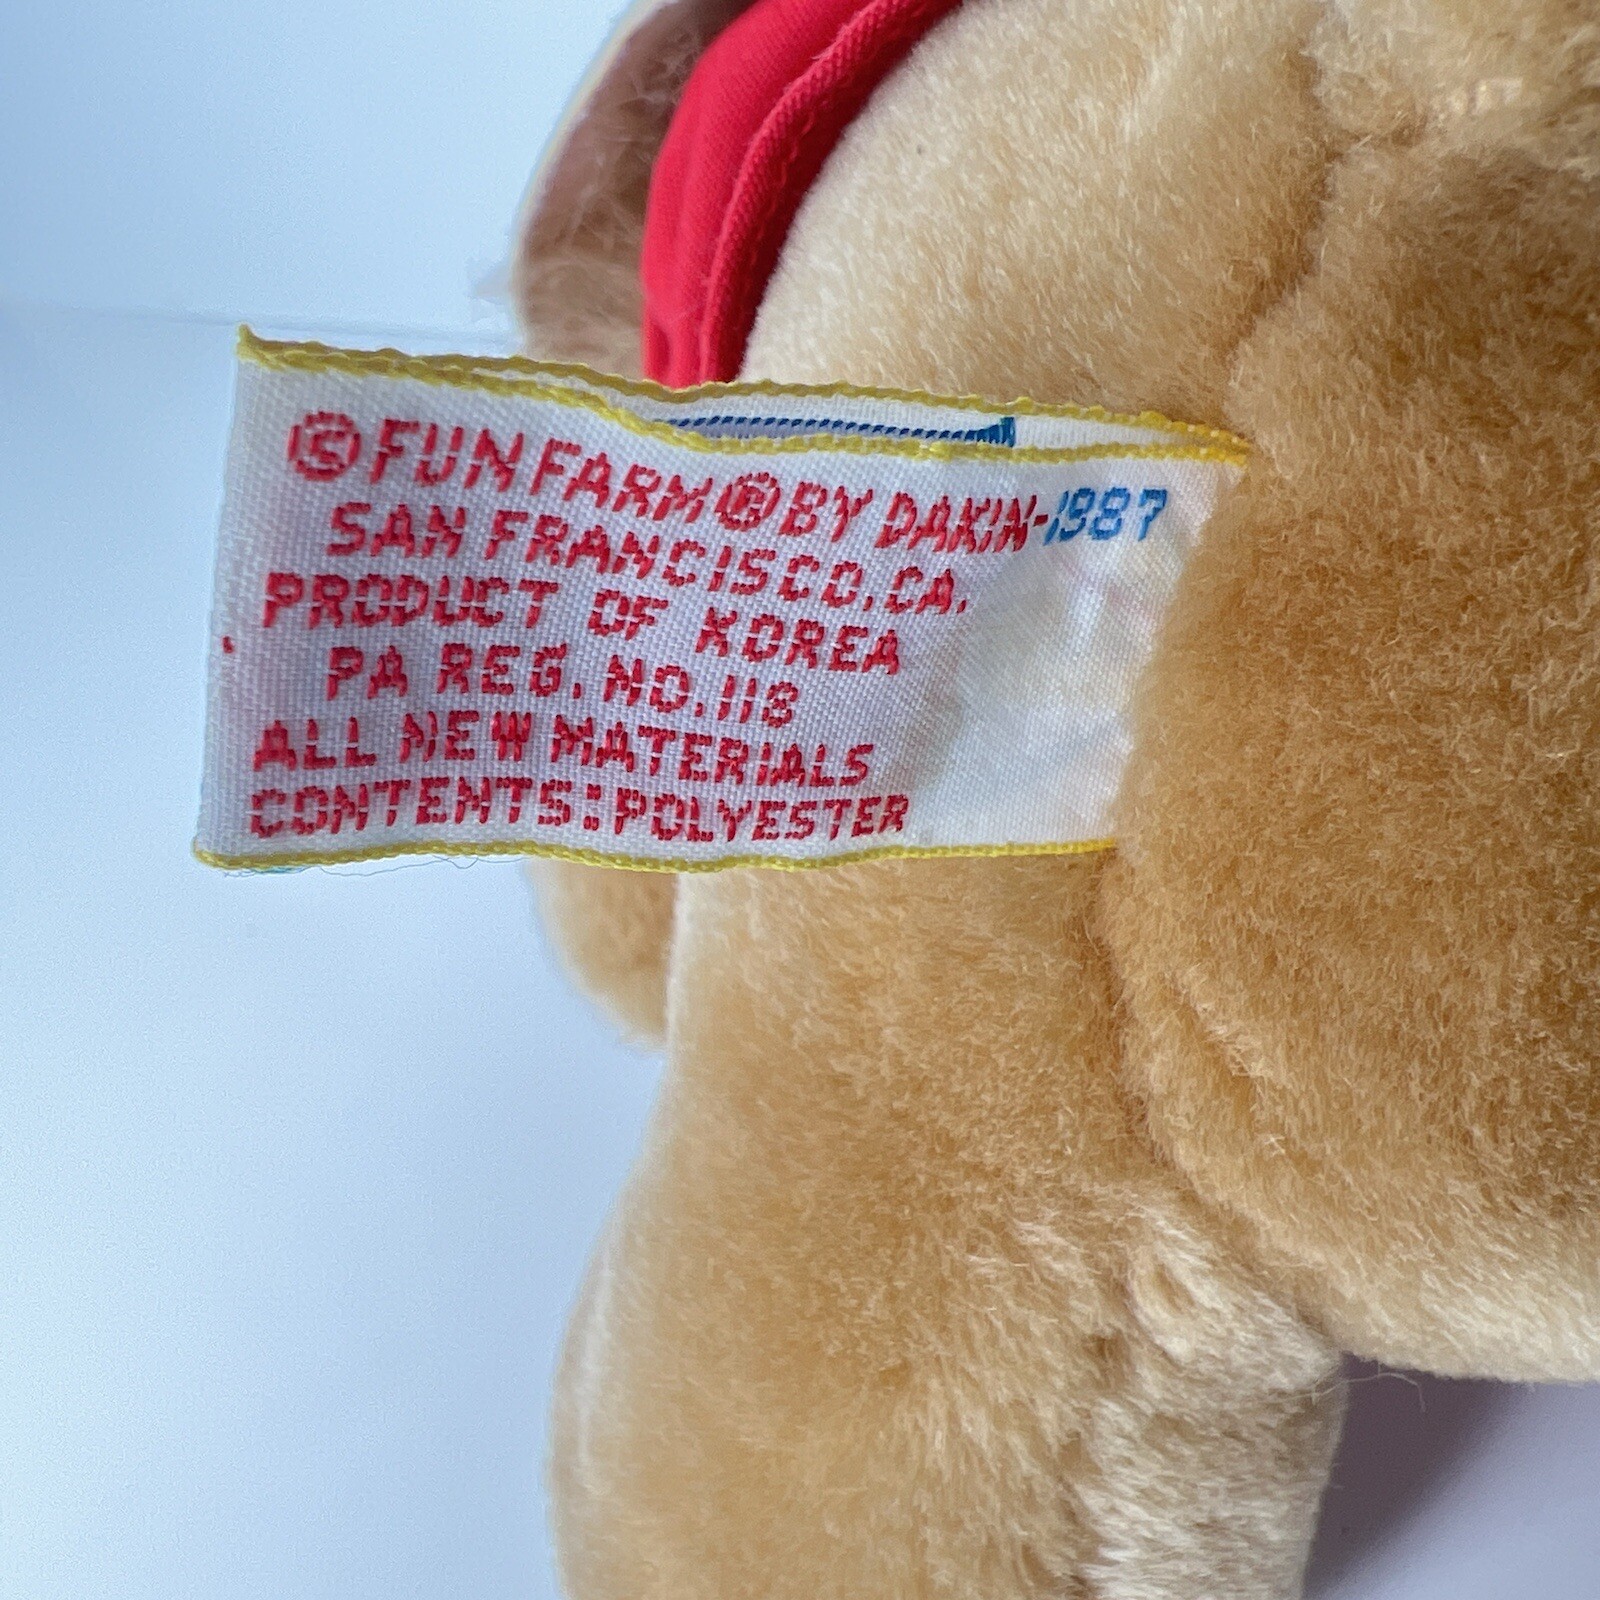 © FUN FARM ® BY DAKIN-1987
SAN FRANCISCO, CA.
PRODUCT OF KOREA
PA REG. NO. 118
ALL NEW MATERIALS
CONTENTS: POLYESTER